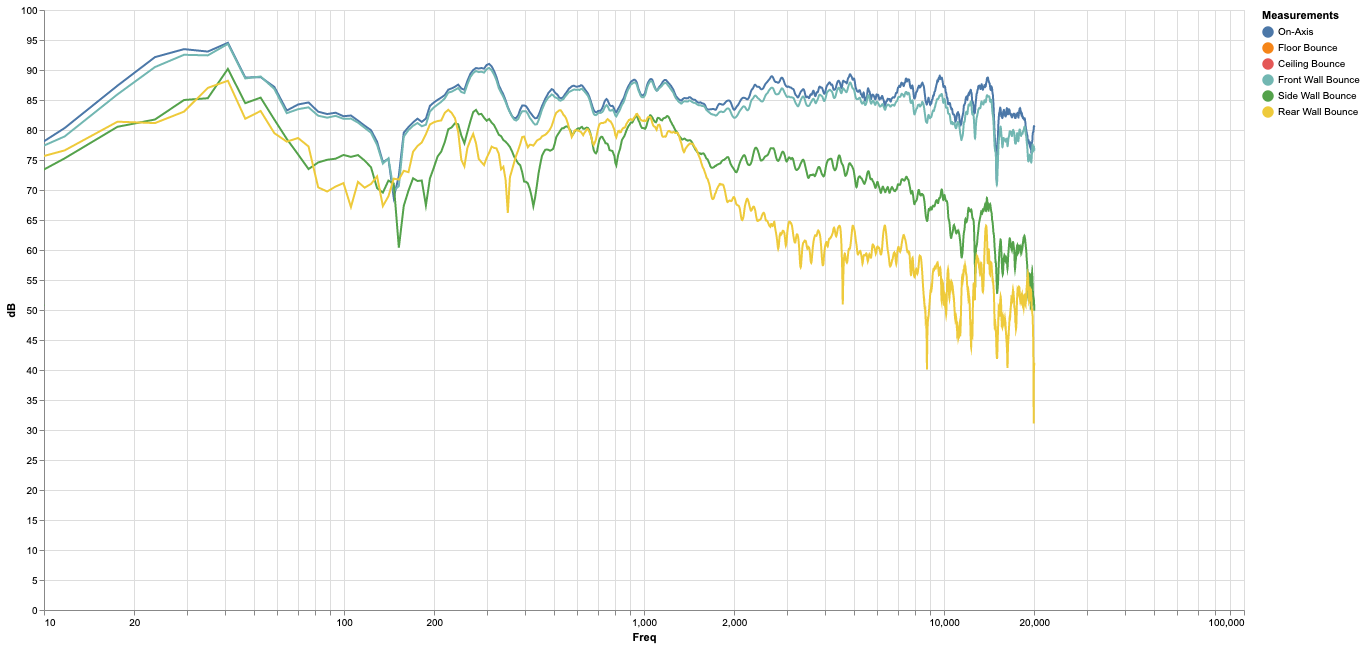 100
95
90
85
80
75
70
65
60
55
50
45
40
35
30
25
20
15
10
5
0
dB
10 20 100 200 1,000 2,000 10,000 20,000 100,000
Freq
Measurements
On-Axis
Floor Bounce
Ceiling Bounce
Front Wall Bounce
Side Wall Bounce
Rear Wall Bounce